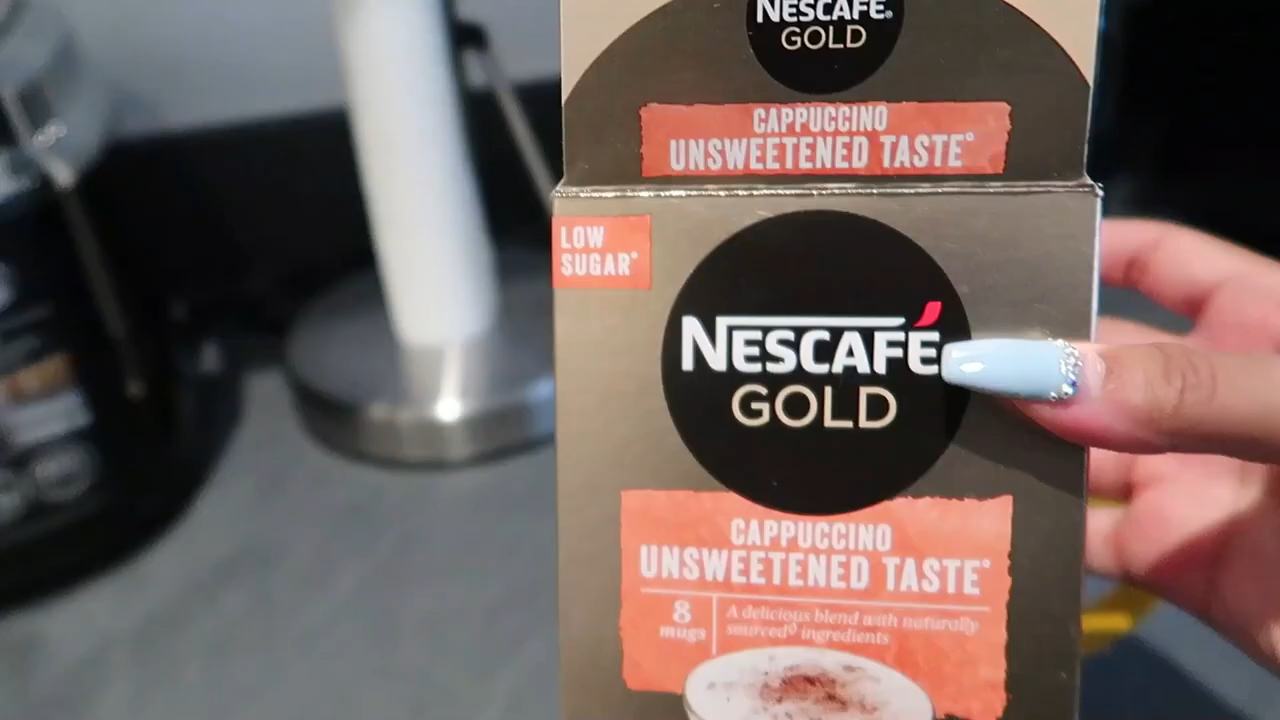 NESCAFÉ®
GOLD
CAPPUCCINO
UNSWEETENED TASTE°
LOW
SUGAR*
NESCAFÉ
GOLD
CAPPUCCINO
UNSWEETENED TASTE°
8
mugs
A delicious blend with naturally
sourced◊ ingredients